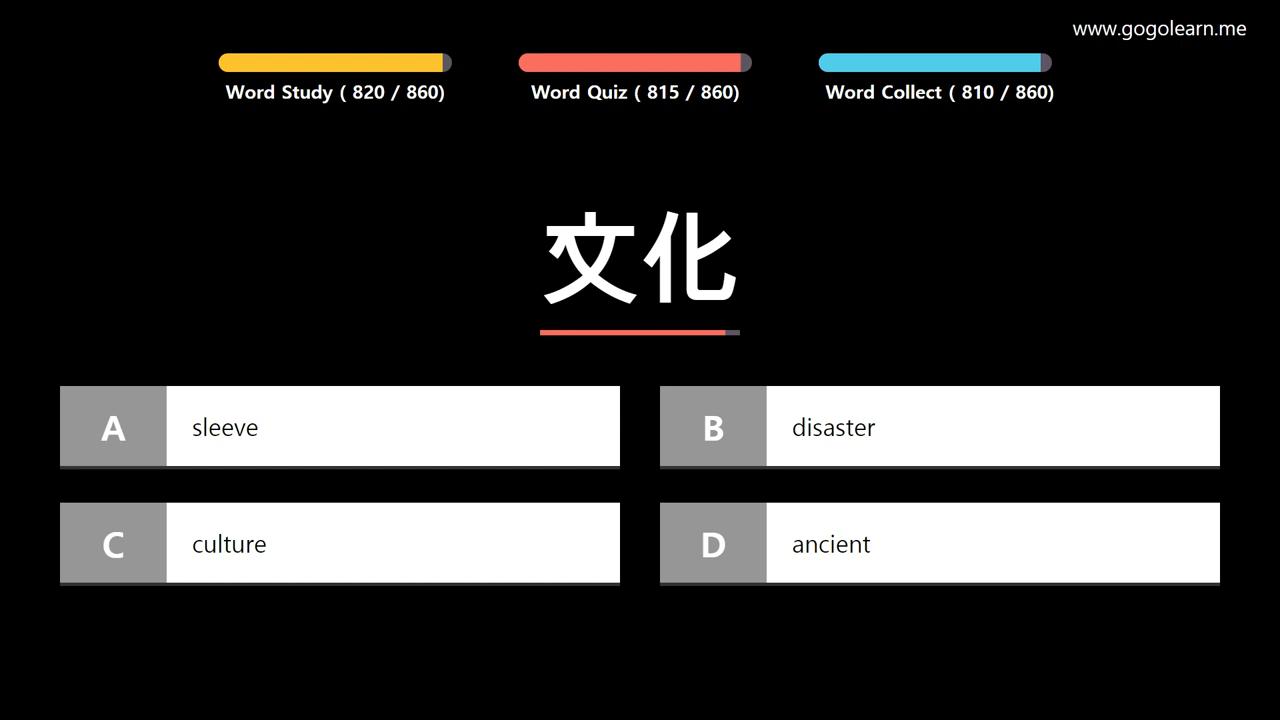 www.gogolearn.me
Word Study ( 820 / 860)
Word Quiz ( 815 / 860)
Word Collect ( 810 / 860)
文化
A sleeve
B disaster
C culture
D ancient